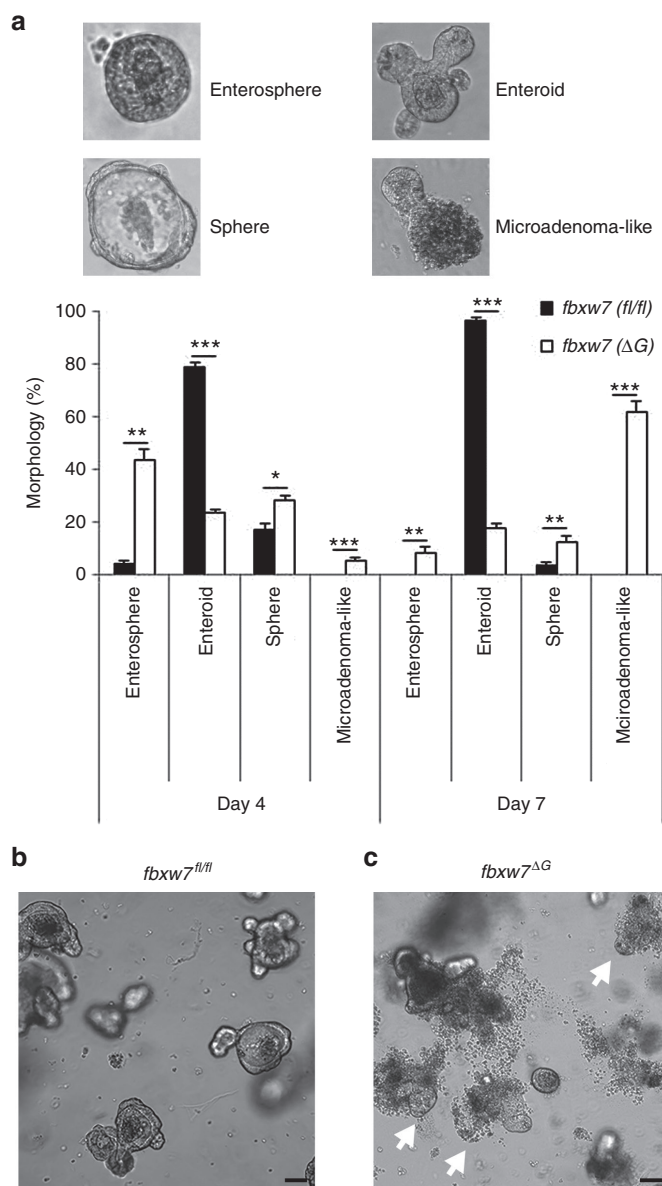 a
Enterosphere
Enteroid
Sphere
Microadenoma-like
100
80
60
40
20
0
Morphology (%)
fbxw7 (fl/fl)
fbxw7 (ΔG)
**
***
*
***
**
***
**
***
Enterosphere
Enteroid
Sphere
Microadenoma-like
Enterosphere
Enteroid
Sphere
Mciroadenoma-like
Day 4
Day 7
b
fbxw7fl/fl
c
fbxw7ΔG